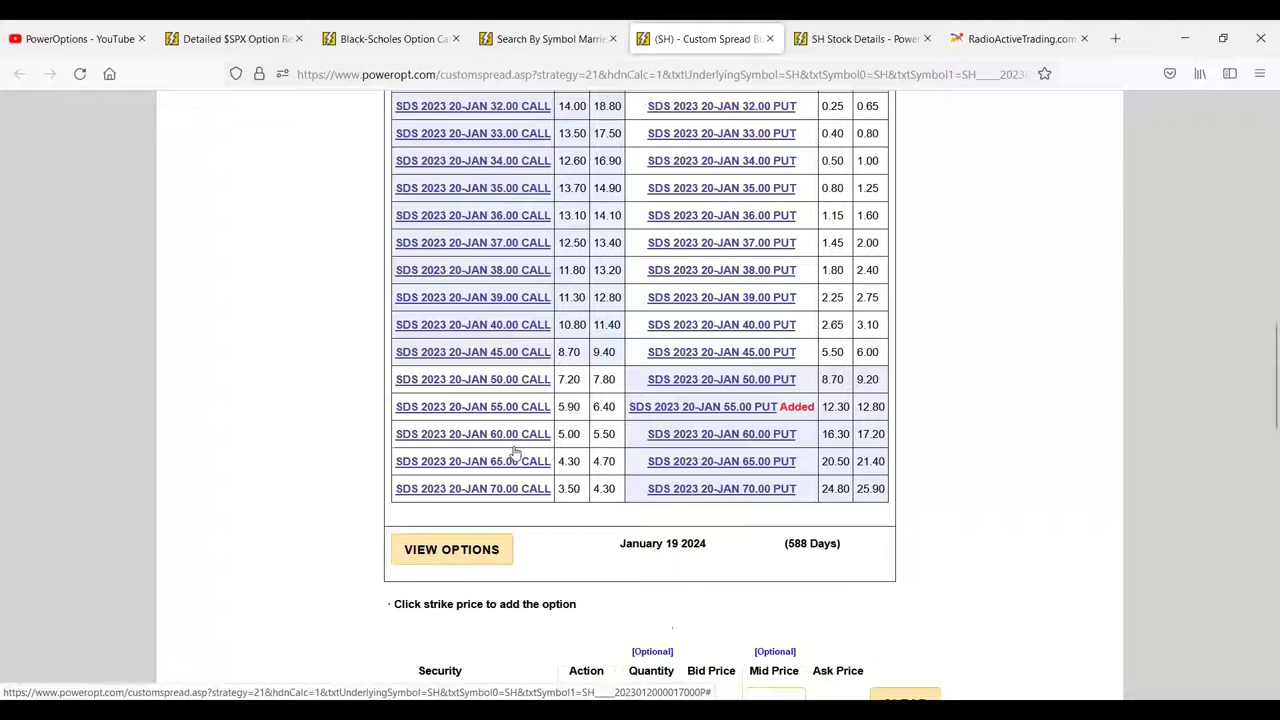 PowerOptions - YouTube Detailed $SPX Option Re Black-Scholes Option Ca Search By Symbol Marrie (SH) - Custom Spread Bu SH Stock Details - Powe RadioActiveTrading.com
https://www.poweropt.com/customspread.asp?strategy=21&hdnCalc=1&txtUnderlyingSymbol=SH&txtSymbol0=SH&txtSymbol1=SH____2023
SDS 2023 20-JAN 32.00 CALL 14.00 18.80 SDS 2023 20-JAN 32.00 PUT 0.25 0.65
SDS 2023 20-JAN 33.00 CALL 13.50 17.50 SDS 2023 20-JAN 33.00 PUT 0.40 0.80
SDS 2023 20-JAN 34.00 CALL 12.60 16.90 SDS 2023 20-JAN 34.00 PUT 0.50 1.00
SDS 2023 20-JAN 35.00 CALL 13.70 14.90 SDS 2023 20-JAN 35.00 PUT 0.80 1.25
SDS 2023 20-JAN 36.00 CALL 13.10 14.10 SDS 2023 20-JAN 36.00 PUT 1.15 1.60
SDS 2023 20-JAN 37.00 CALL 12.50 13.40 SDS 2023 20-JAN 37.00 PUT 1.45 2.00
SDS 2023 20-JAN 38.00 CALL 11.80 13.20 SDS 2023 20-JAN 38.00 PUT 1.80 2.40
SDS 2023 20-JAN 39.00 CALL 11.30 12.80 SDS 2023 20-JAN 39.00 PUT 2.25 2.75
SDS 2023 20-JAN 40.00 CALL 10.80 11.40 SDS 2023 20-JAN 40.00 PUT 2.65 3.10
SDS 2023 20-JAN 45.00 CALL 8.70 9.40 SDS 2023 20-JAN 45.00 PUT 5.50 6.00
SDS 2023 20-JAN 50.00 CALL 7.20 7.80 SDS 2023 20-JAN 50.00 PUT 8.70 9.20
SDS 2023 20-JAN 55.00 CALL 5.90 6.40 SDS 2023 20-JAN 55.00 PUT Added 12.30 12.80
SDS 2023 20-JAN 60.00 CALL 5.00 5.50 SDS 2023 20-JAN 60.00 PUT 16.30 17.20
SDS 2023 20-JAN 65.00 CALL 4.30 4.70 SDS 2023 20-JAN 65.00 PUT 20.50 21.40
SDS 2023 20-JAN 70.00 CALL 3.50 4.30 SDS 2023 20-JAN 70.00 PUT 24.80 25.90
VIEW OPTIONS January 19 2024 (588 Days)
· Click strike price to add the option
[Optional] [Optional]
Security Action Quantity Bid Price Mid Price Ask Price
https://www.poweropt.com/customspread.asp?strategy=21&hdnCalc=1&txtUnderlyingSymbol=SH&txtSymbol0=SH&txtSymbol1=SH____2023012000017000P#